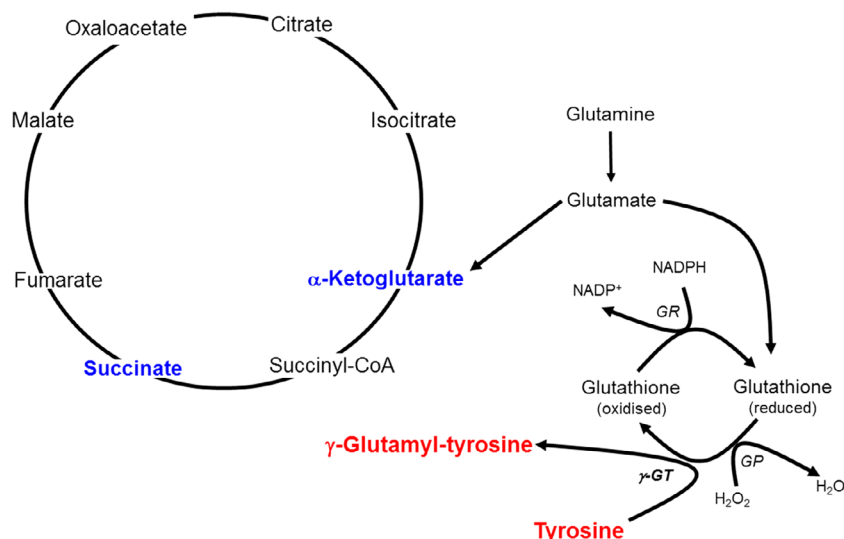 Oxaloacetate
Citrate
Malate
Isocitrate
Glutamine
Glutamate
Fumarate
α-Ketoglutarate
NADPH
NADP+
GR
Succinate
Succinyl-CoA
Glutathione
(oxidised)
Glutathione
(reduced)
γ-Glutamyl-tyrosine
γ-GT
GP
H2O2
H2O
Tyrosine